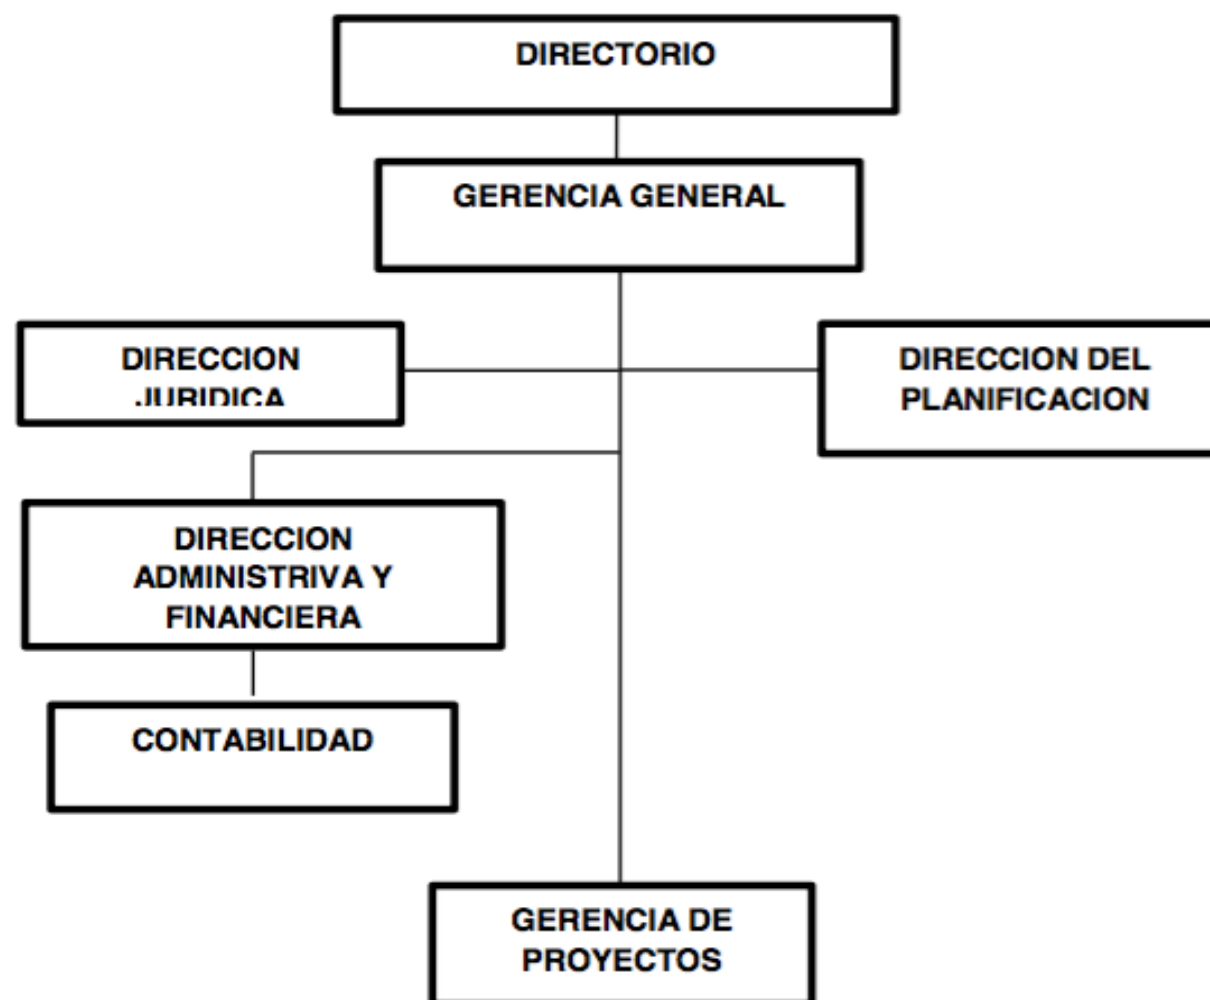 DIRECTORIO
GERENCIA GENERAL
DIRECCION
JURIDICA
DIRECCION DEL
PLANIFICACION
DIRECCION
ADMINISTRIVA Y
FINANCIERA
CONTABILIDAD
GERENCIA DE
PROYECTOS